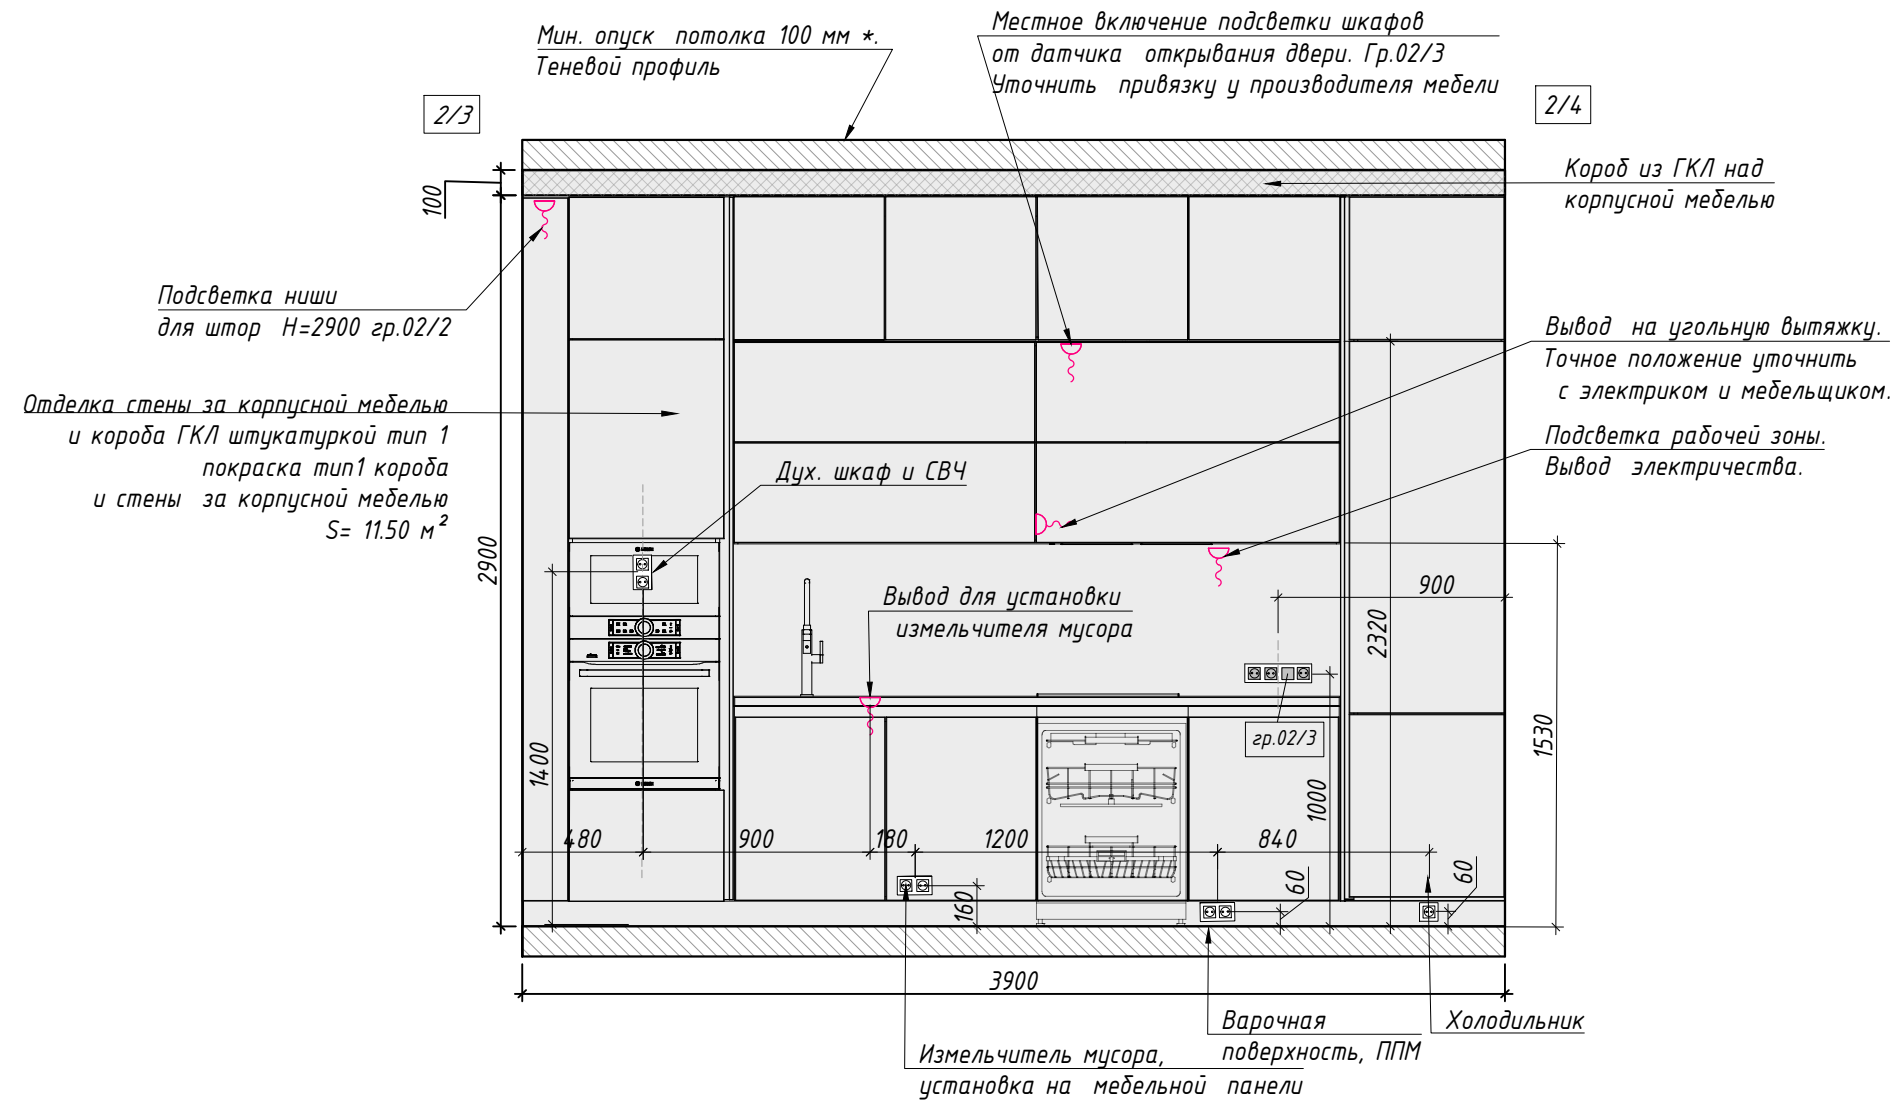 Мин. опуск потолка 100 мм *.
Теневой профиль
Местное включение подсветки шкафов
от датчика открывания двери. Гр.02/3
Уточнить привязку у производителя мебели
2/3
2/4
Короб из ГКЛ над
корпусной мебелью
100
Подсветка ниши
для штор Н=2900 гр.02/2
Вывод на угольную вытяжку.
Точное положение уточнить
с электриком и мебельщиком.
Отделка стены за корпусной мебелью
и короба ГКЛ штукатуркой тип 1
покраска тип1 короба
и стены за корпусной мебелью
S= 11.50 м²
Подсветка рабочей зоны.
Вывод электричества.
Дух. шкаф и СВЧ
2900
Вывод для установки
измельчителя мусора
900
2320
1400
гр.02/3
1530
1000
480
900
180
1200
840
160
60
60
3900
Варочная
поверхность, ППМ
Холодильник
Измельчитель мусора,
установка на мебельной панели